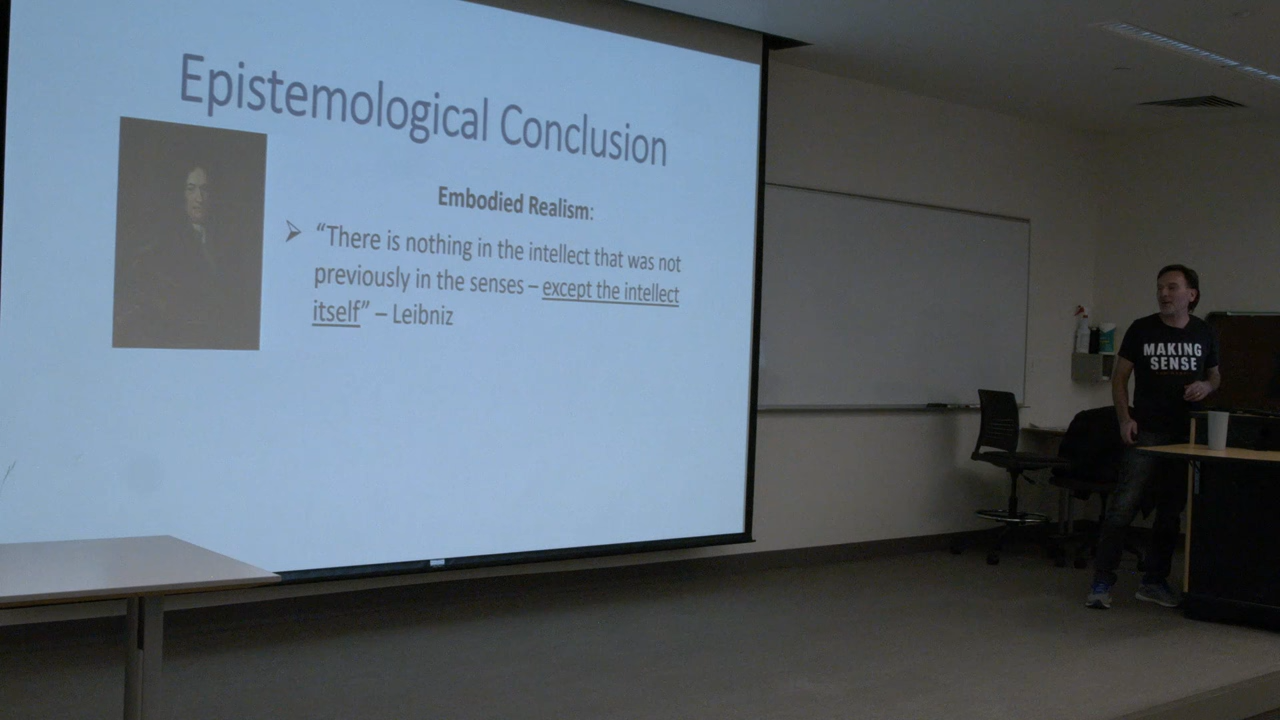 Epistemological Conclusion
Embodied Realism:
“There is nothing in the intellect that was not
previously in the senses – except the intellect
itself” – Leibniz
MAKING
SENSE